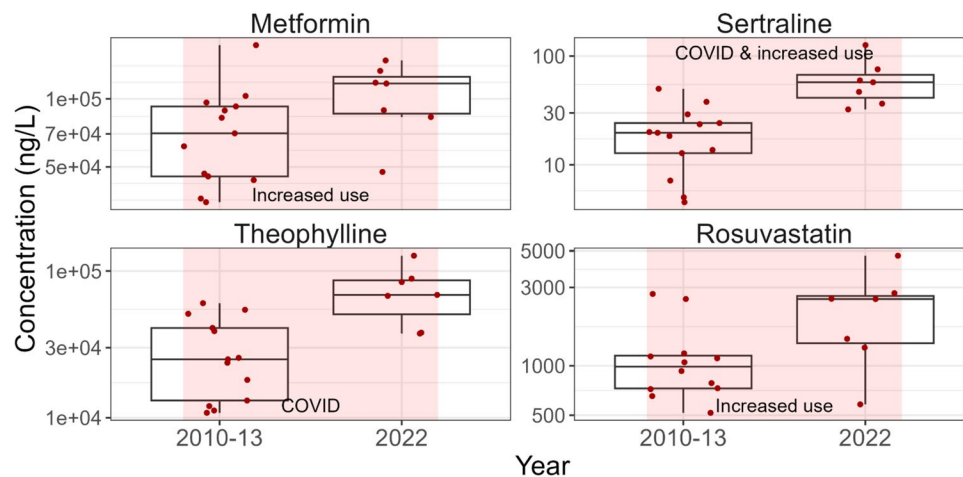 Metformin
Sertraline
1e+05
7e+04
5e+04
Increased use
100
30
10
COVID & increased use
Concentration (ng/L)
Theophylline
Rosuvastatin
1e+05
3e+04
1e+04
COVID
5000
3000
1000
500
Increased use
2010-13
2022
2010-13
2022
Year